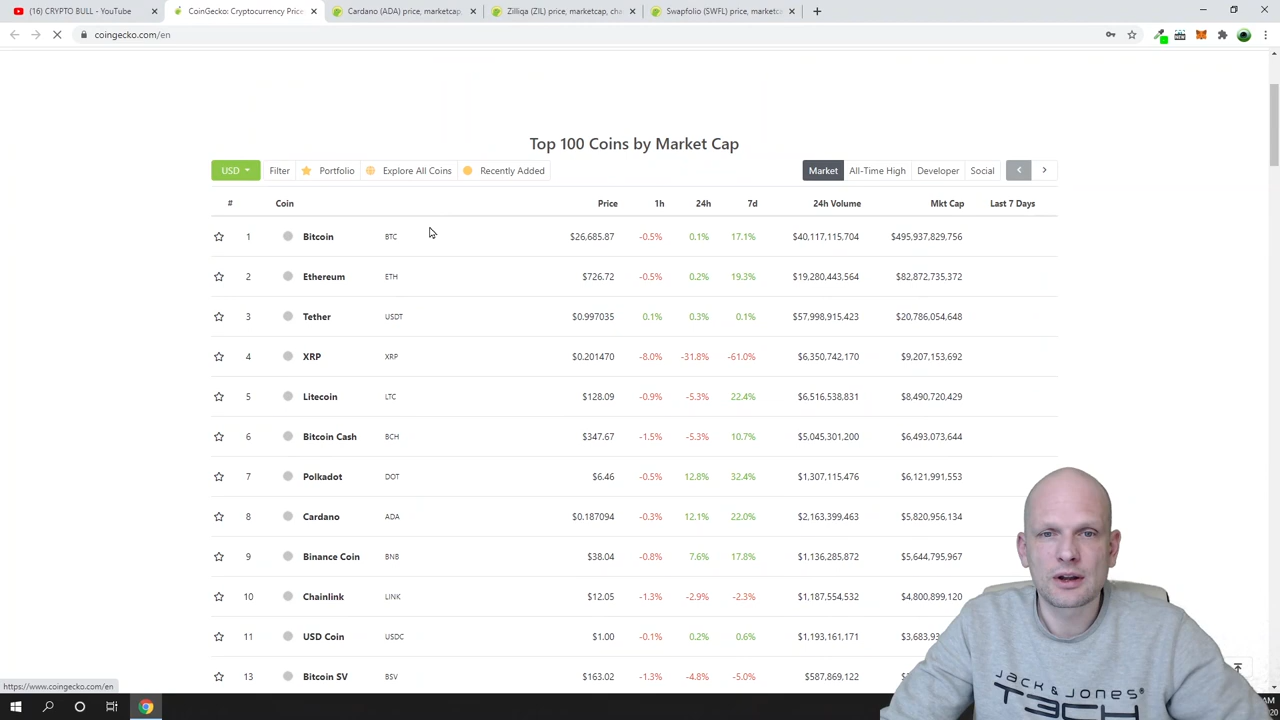 (16) CRYPTO BULL - YouTube
CoinGecko: Cryptocurrency Price
Cardano (ADA) price, marketcap,
Zilliqa (ZIL) price, marketcap, cha
Swapfolio (SWFL) price, marketc
coingecko.com/en
Top 100 Coins by Market Cap
USD Filter Portfolio Explore All Coins Recently Added Market All-Time High Developer Social
# Coin Price 1h 24h 7d 24h Volume Mkt Cap Last 7 Days
1 Bitcoin BTC $26,685.87 -0.5% 0.1% 17.1% $40,117,115,704 $495,937,829,756
2 Ethereum ETH $726.72 -0.5% 0.2% 19.3% $19,280,443,564 $82,872,735,372
3 Tether USDT $0.997035 0.1% 0.3% 0.1% $57,998,915,423 $20,786,054,648
4 XRP XRP $0.201470 -8.0% -31.8% -61.0% $6,350,742,170 $9,207,153,692
5 Litecoin LTC $128.09 -0.9% -5.3% 22.4% $6,516,538,831 $8,490,720,429
6 Bitcoin Cash BCH $347.67 -1.5% -5.3% 10.7% $5,045,301,200 $6,493,073,644
7 Polkadot DOT $6.46 -0.5% 12.8% 32.4% $1,307,115,476 $6,121,991,553
8 Cardano ADA $0.187094 -0.3% 12.1% 22.0% $2,163,399,463 $5,820,956,134
9 Binance Coin BNB $38.04 -0.8% 7.6% 17.8% $1,136,285,872 $5,644,795,967
10 Chainlink LINK $12.05 -1.3% -2.9% -2.3% $1,187,554,532 $4,800,899,120
11 USD Coin USDC $1.00 -0.1% 0.2% 0.6% $1,193,161,171 $3,683,93
13 Bitcoin SV BSV $163.02 -1.3% -4.8% -5.0% $587,869,122
https://www.coingecko.com/en
JACK & JONES®
T3CH